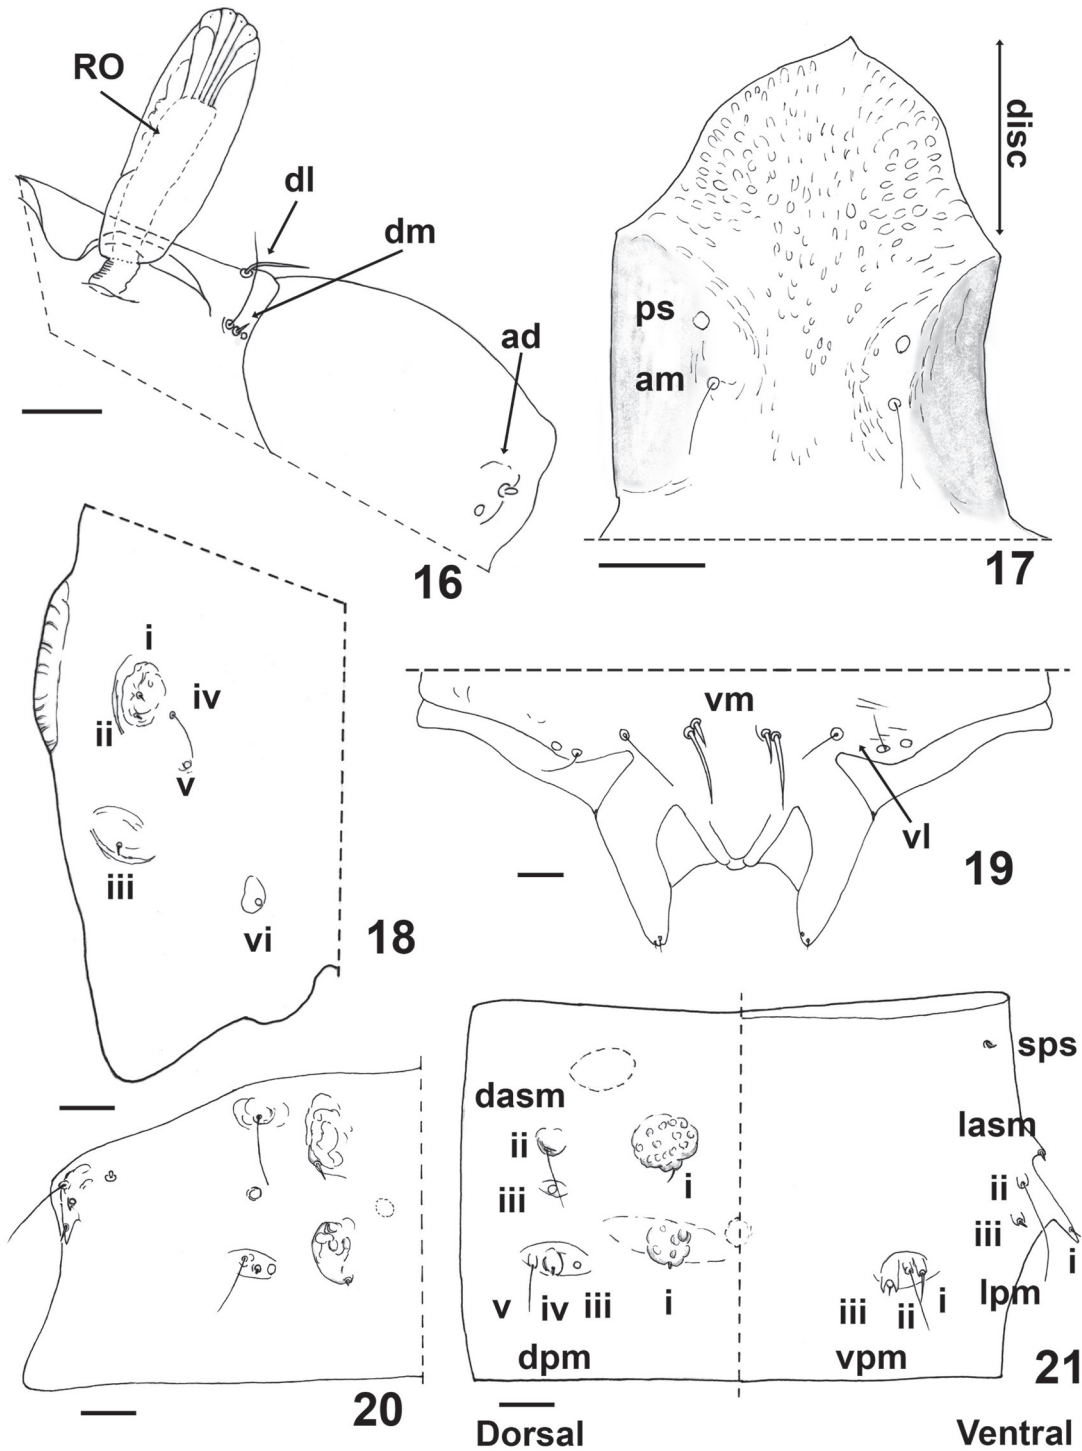 RO
dl
dm
ad
16
disc
ps
am
17
i
ii
iv
v
iii
vi
18
vm
vl
19
20
sps
dasm
ii
iii
i
v
iv
iii
i
dpm
lasm
ii
iii
i
lpm
iii
ii
i
vpm
21
Dorsal
Ventral